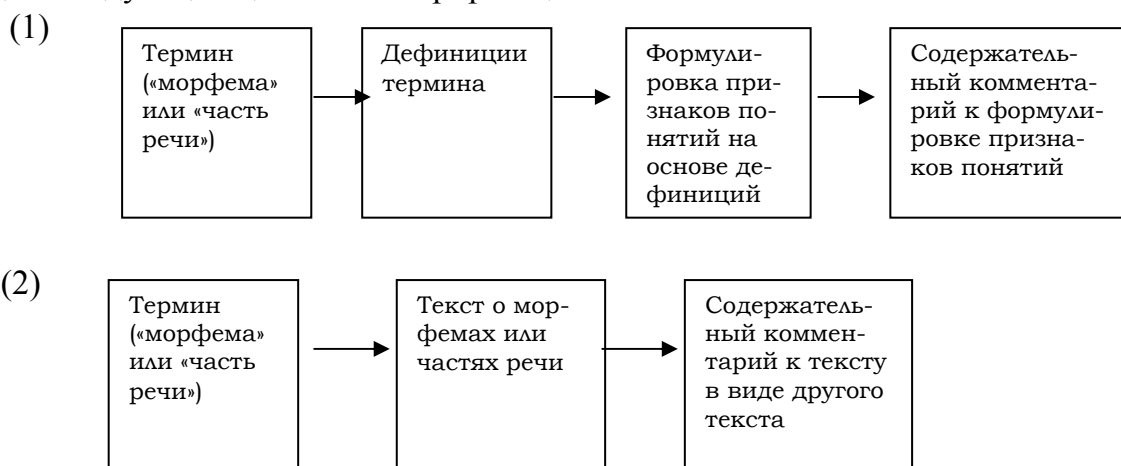 (1)
Термин
(«морфема»
или «часть
речи»)
Дефиниции
термина
Формули-
ровка при-
знаков по-
нятий на
основе де-
финиций
Содержатель-
ный коммента-
рий к формули-
ровке призна-
ков понятий
(2)
Термин
(«морфема»
или «часть
речи»)
Текст о мор-
фемах или
частях речи
Содержатель-
ный коммен-
тарий к тексту
в виде другого
текста